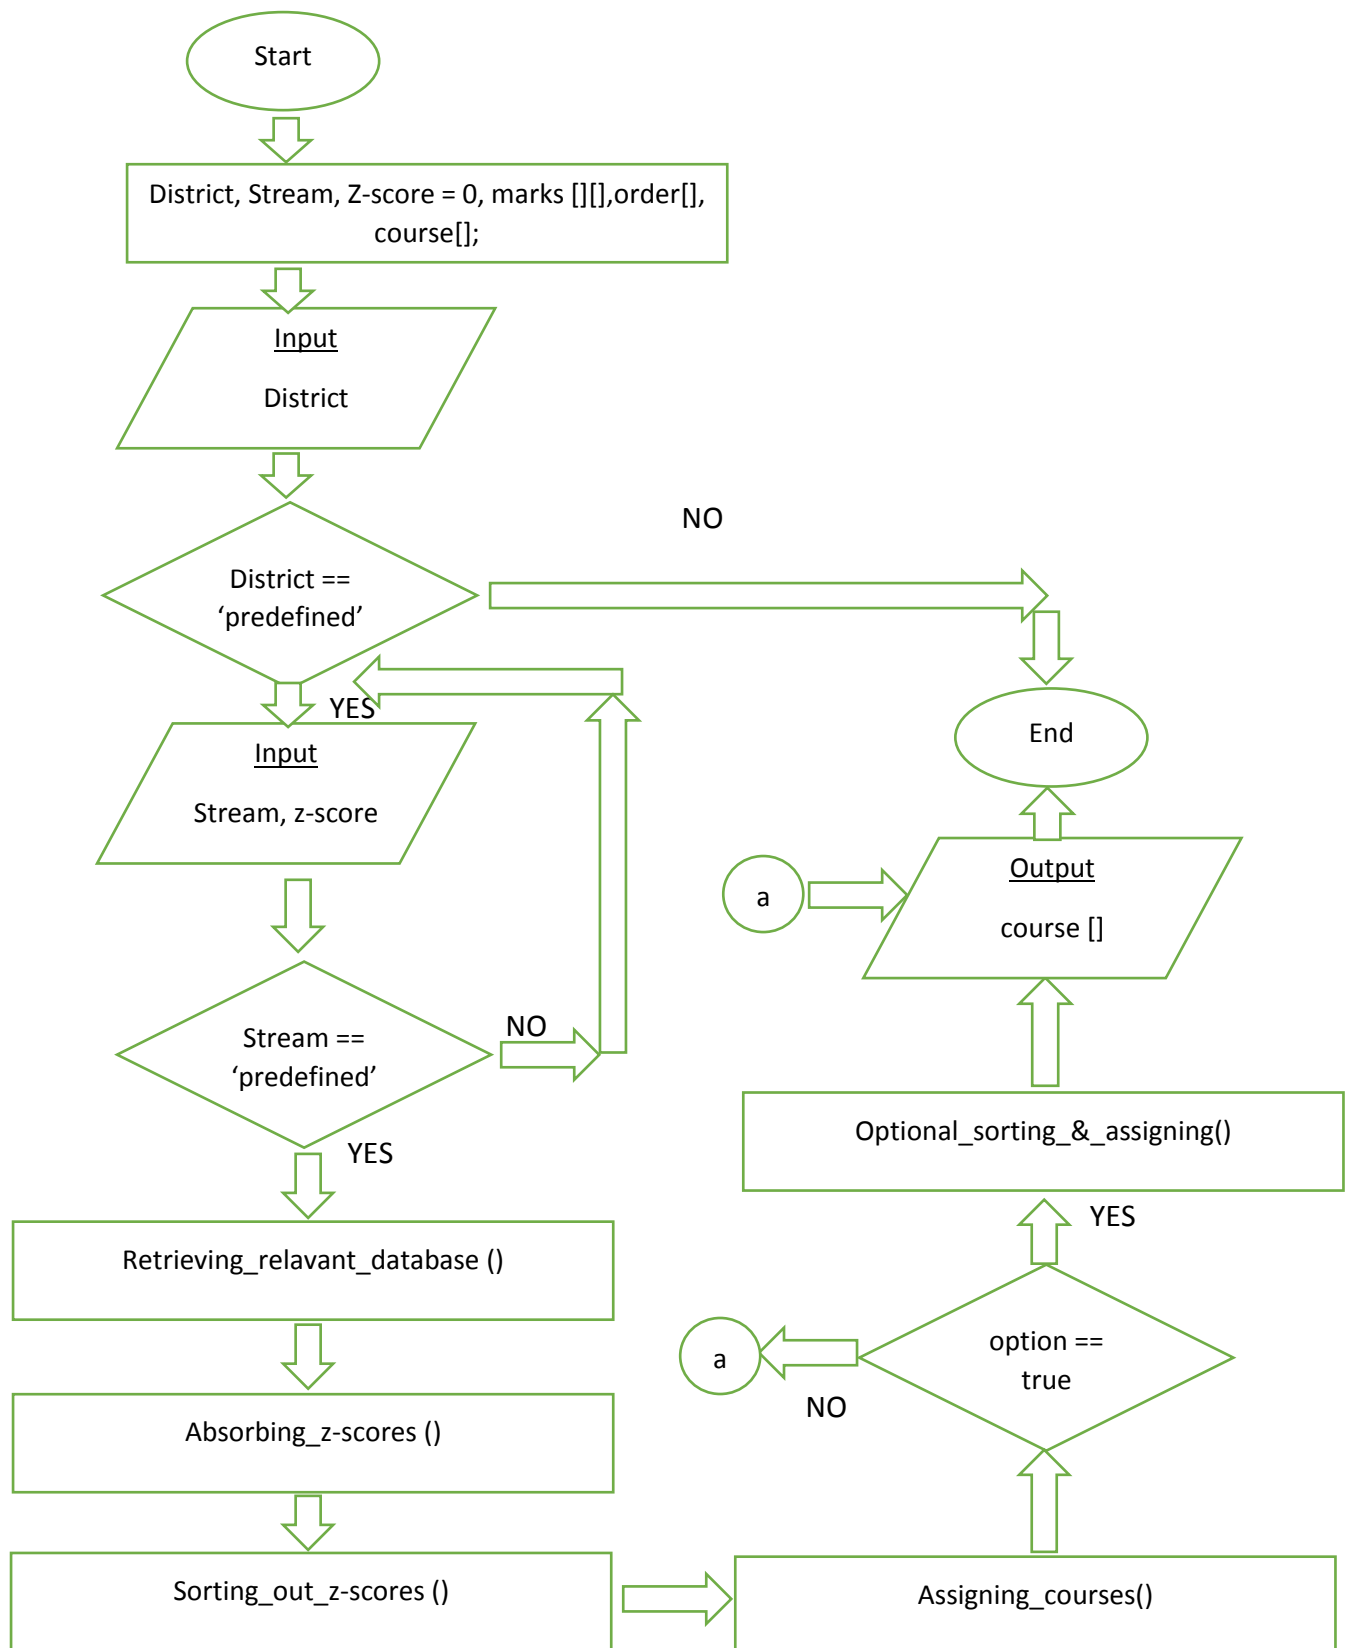 Start
District, Stream, Z-score = 0, marks [][],order[],
course[];
Input
District
NO
District ==
‘predefined’
YES
Input
Stream, z-score
End
Output
course []
a
Stream ==
‘predefined’
NO
YES
Optional_sorting_&_assigning()
YES
Retrieving_relavant_database ()
option ==
true
a
NO
Absorbing_z-scores ()
Sorting_out_z-scores ()
Assigning_courses()